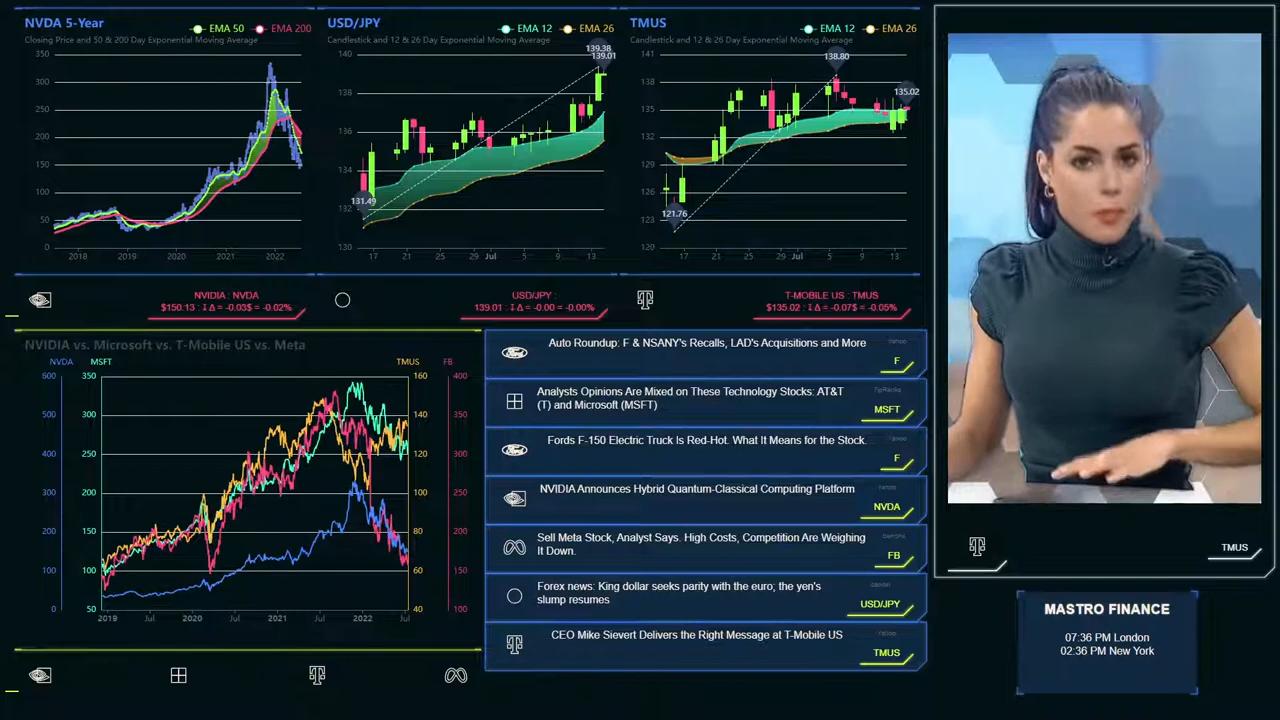 NVDA 5-Year
EMA 50 EMA 200
Closing Price and 50 & 200 Day Exponential Moving Average
350
300
250
200
150
100
50
0
2018 2019 2020 2021 2022
USD/JPY
EMA 12 EMA 26
Candlestick and 12 & 26 Day Exponential Moving Average
140
138
136
134
132
130
139.38
139.01
131.49
17 21 25 29 Jul 5 9 13
TMUS
EMA 12 EMA 26
Candlestick and 12 & 26 Day Exponential Moving Average
141
138
135
132
129
126
123
120
138.80
135.02
121.76
17 21 25 29 Jul 5 9 13
NVIDIA : NVDA
$150.13 : 1 Δ = -0.03$ = -0.02%
USD/JPY :
139.01 : 1 Δ = -0.00 = -0.00%
T-MOBILE US : TMUS
$135.02 : 1 Δ = -0.07$ = -0.05%
NVIDIA vs. Microsoft vs. T-Mobile US vs. Meta
NVDA MSFT TMUS FB
600 350 160 400
500 300 140 350
400 250 120 300
300 200 100 250
200 150 80 200
100 100 60 150
0 50 40 100
2019 Jul 2020 Jul 2021 Jul 2022 Jul
Auto Roundup: F & NSANY's Recalls, LAD's Acquisitions and More
Yahoo
F
Analysts Opinions Are Mixed on These Technology Stocks: AT&T
(T) and Microsoft (MSFT)
TipRanks
MSFT
Fords F-150 Electric Truck Is Red-Hot. What It Means for the Stock.
Yahoo
F
NVIDIA Announces Hybrid Quantum-Classical Computing Platform
Yahoo
NVDA
Sell Meta Stock, Analyst Says. High Costs, Competition Are Weighing
It Down.
FB
Forex news: King dollar seeks parity with the euro; the yen's
slump resumes
USD/JPY
CEO Mike Sievert Delivers the Right Message at T-Mobile US
Yahoo
TMUS
TMUS
MASTRO FINANCE
07:36 PM London
02:36 PM New York